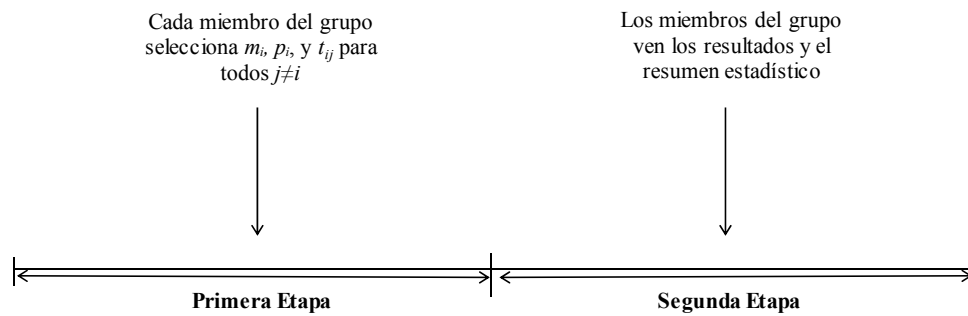 Cada miembro del grupo
selecciona mᵢ, pᵢ, y tᵢⱼ para
todos j≠i
Los miembros del grupo
ven los resultados y el
resumen estadístico
Primera Etapa
Segunda Etapa